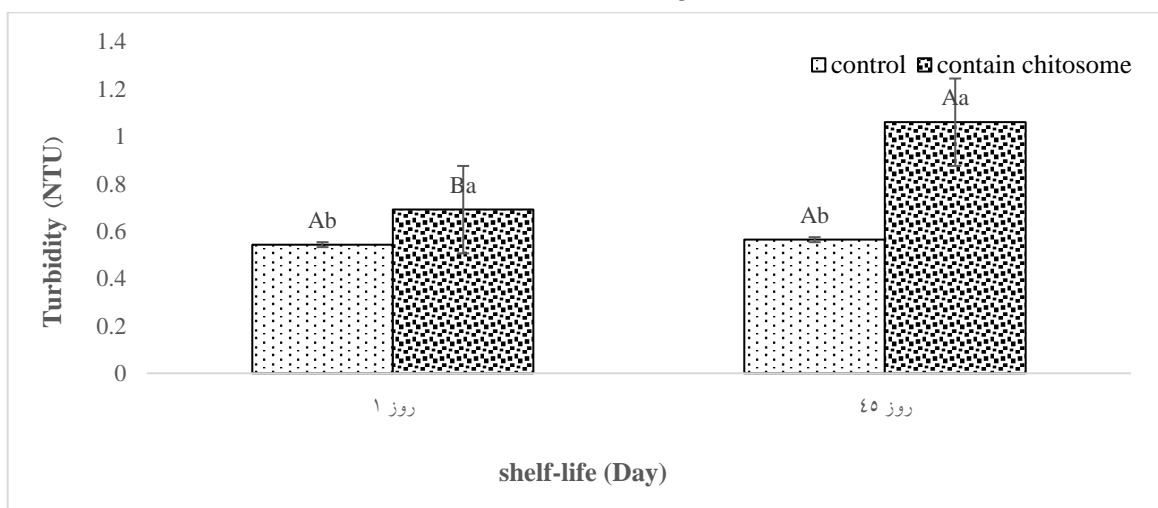 1.4
1.2
1
0.8
0.6
0.4
0.2
0
Turbidity (NTU)
control contain chitosome
Ab
Ba
Ab
Aa
روز ۱
روز ٤٥
shelf-life (Day)